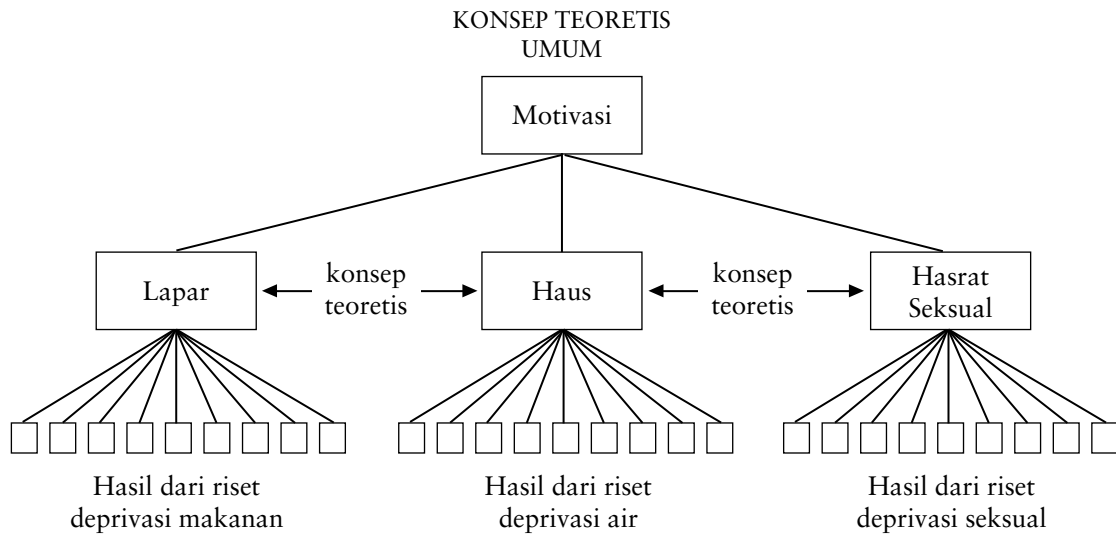 KONSEP TEORETIS
UMUM
Motivasi
Lapar
konsep
teoretis
Haus
konsep
teoretis
Hasrat
Seksual
Hasil dari riset
deprivasi makanan
Hasil dari riset
deprivasi air
Hasil dari riset
deprivasi seksual